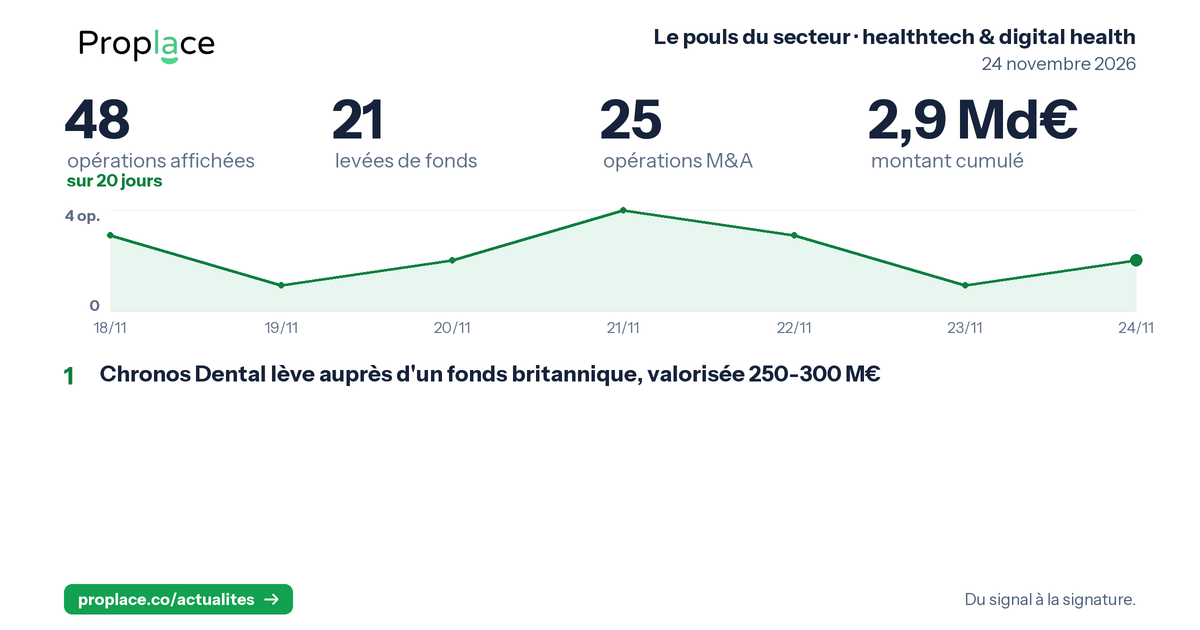 Proplace
Le pouls du secteur · healthtech & digital health
24 novembre 2026
48
opérations affichées
sur 20 jours
21
levées de fonds
25
opérations M&A
2,9 Md€
montant cumulé
4 op.
0
18/11 19/11 20/11 21/11 22/11 23/11 24/11
1 Chronos Dental lève auprès d'un fonds britannique, valorisée 250-300 M€
proplace.co/actualites →
Du signal à la signature.